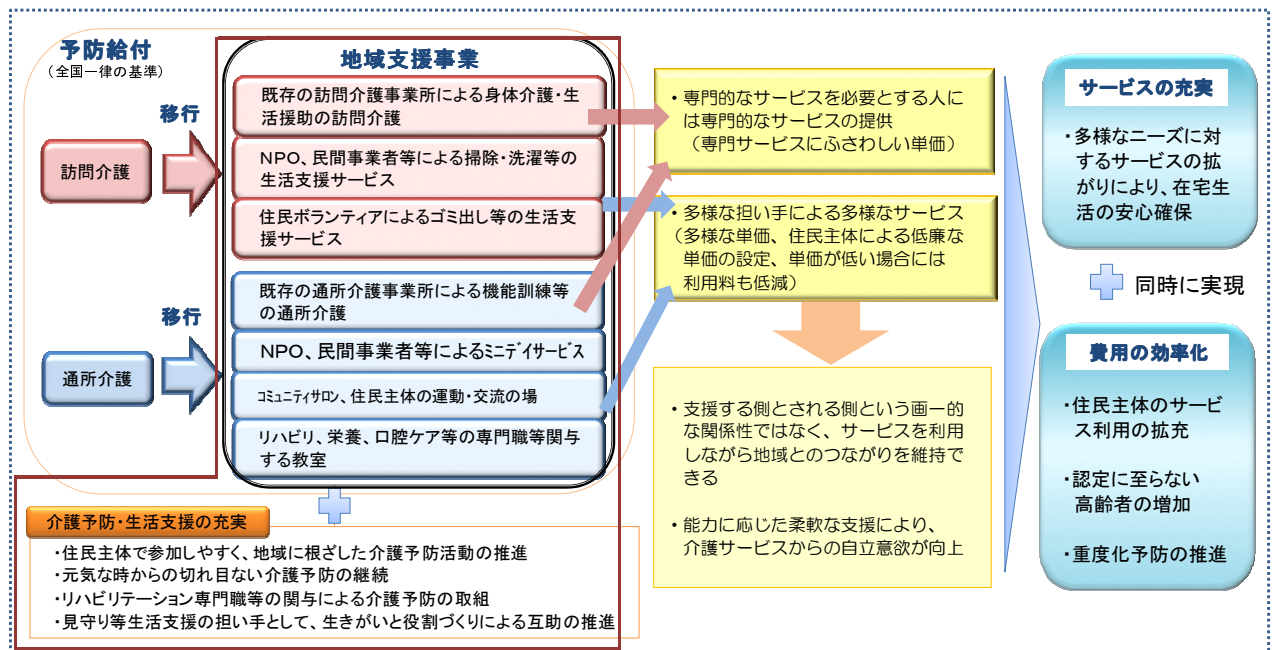 予防給付
（全国一律の基準）
移行
訪問介護
移行
通所介護
地域支援事業
既存の訪問介護事業所による身体介護・生
活援助の訪問介護
ＮＰＯ、民間事業者等による掃除・洗濯等の
生活支援サービス
住民ボランティアによるゴミ出し等の生活支
援サービス
既存の通所介護事業所による機能訓練等
の通所介護
ＮＰＯ、民間事業者等によるﾐﾆﾃﾞｲサービス
ｺﾐｭﾆﾃｨサロン、住民主体の運動・交流の場
リハビリ、栄養、口腔ケア等の専門職等関与
する教室
介護予防・生活支援の充実
・住民主体で参加しやすく、地域に根ざした介護予防活動の推進
・元気な時からの切れ目ない介護予防の継続
・リハビリテーション専門職等の関与による介護予防の取組
・見守り等生活支援の担い手として、生きがいと役割づくりによる互助の推進
・専門的なサービスを必要とする人に
は専門的なサービスの提供
（専門サービスにふさわしい単価）
・多様な担い手による多様なサービス
（多様な単価、住民主体による低廉な
単価の設定、単価が低い場合には
利用料も低減）
・支援する側とされる側という画一的
な関係性ではなく、サービスを利用
しながら地域とのつながりを維持で
きる
・能力に応じた柔軟な支援により、
介護サービスからの自立意欲が向上
サービスの充実
・多様なニーズに対
するサービスの拡
がりにより、在宅生
活の安心確保
同時に実現
費用の効率化
・住民主体のサービ
ス利用の拡充
・認定に至らない
高齢者の増加
・重度化予防の推進